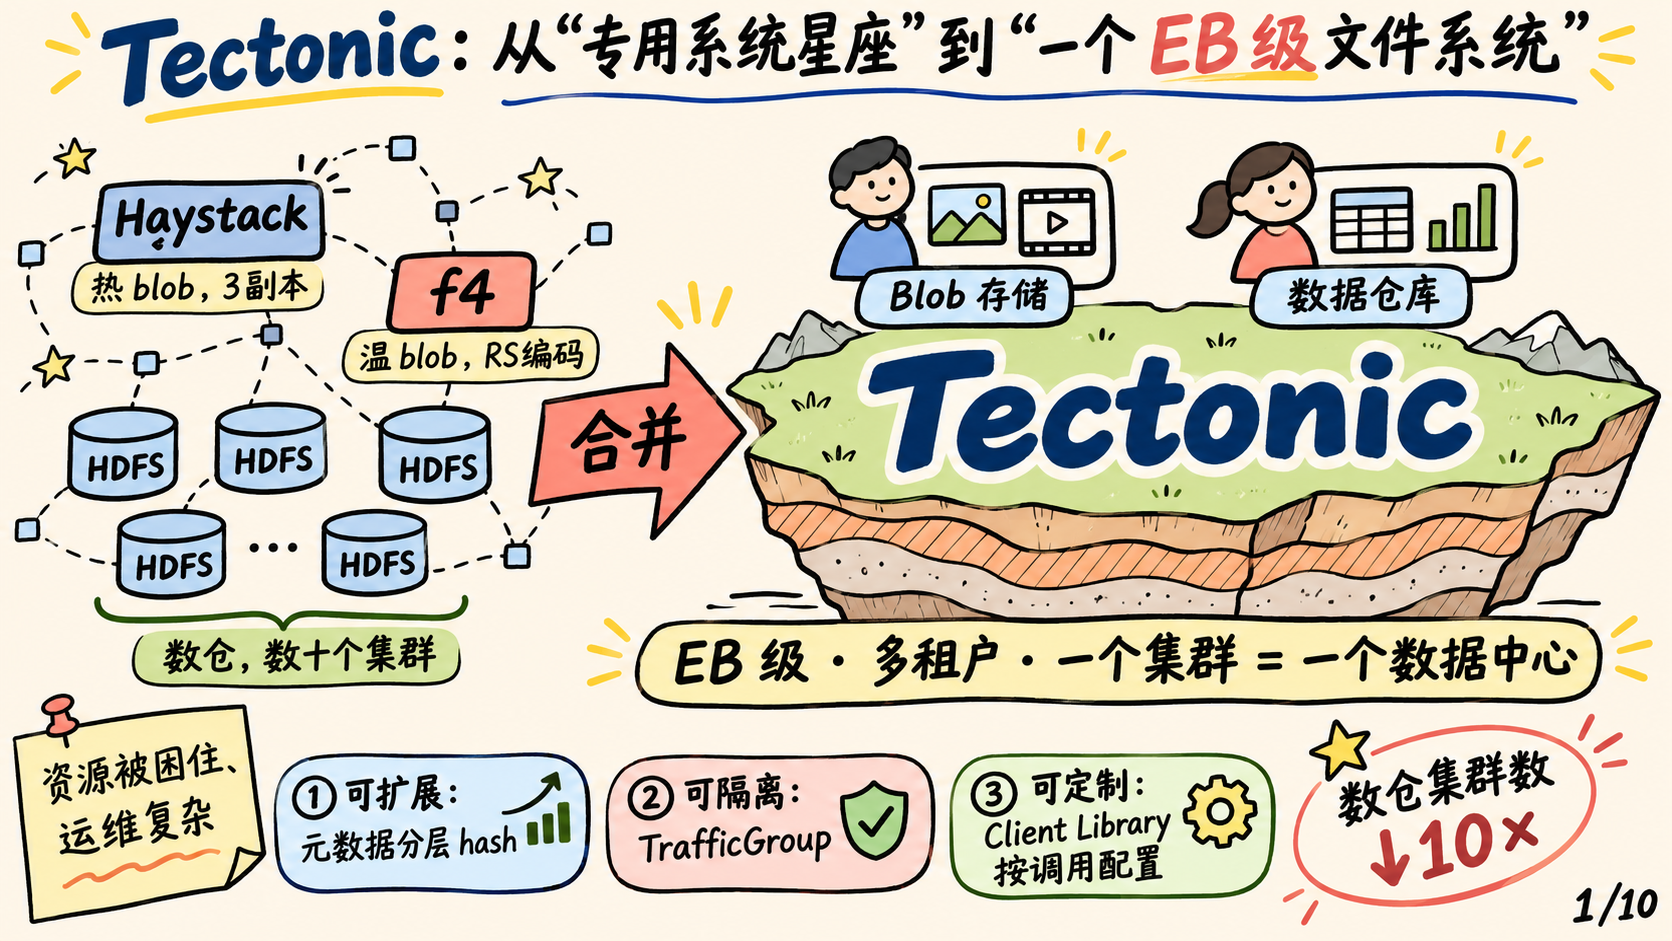 Tectonic：从“专用系统星座”到“一个EB级文件系统”
Haystack
热 blob，3副本
f4
温 blob，RS编码
HDFS
HDFS
HDFS
HDFS
...
HDFS
数仓，数十个集群
合并
Blob 存储
数据仓库
Tectonic
EB 级 · 多租户 · 一个集群 = 一个数据中心
资源被困住、
运维复杂
① 可扩展：
元数据分层 hash
② 可隔离：
TrafficGroup
③ 可定制：
Client Library
按调用配置
数仓集群数
↓10×
1/10